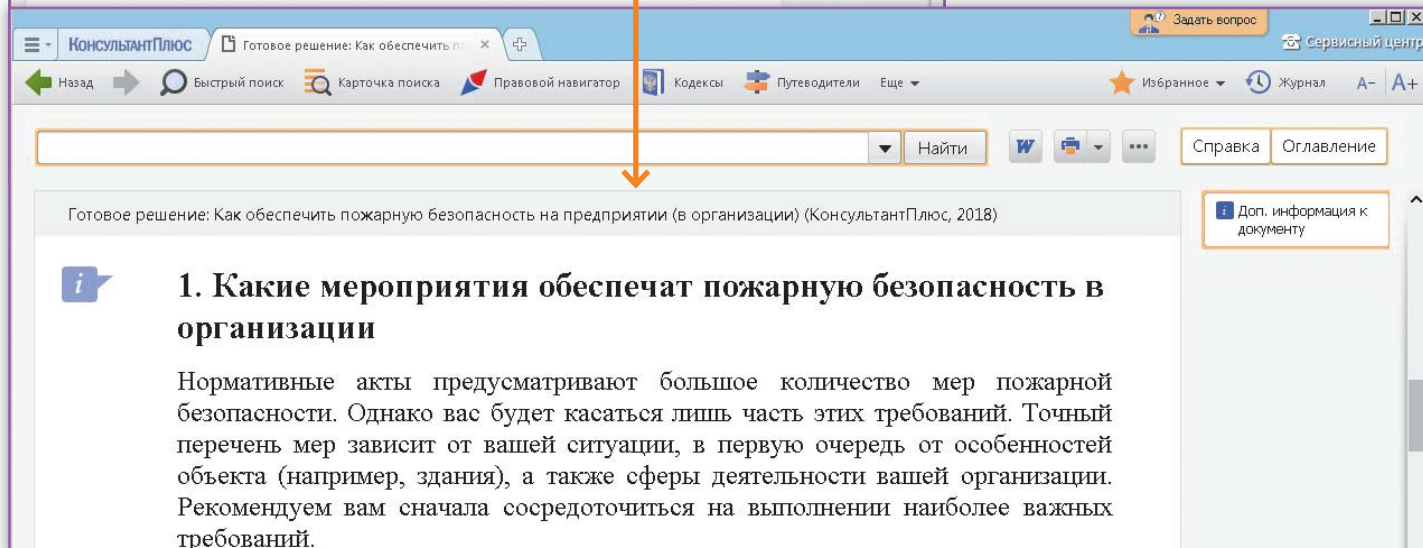 Задать вопрос
КонсультантПлюс
Готовое решение: Как обеспечить
Сервисный центр
Назад
Быстрый поиск
Карточка поиска
Правовой навигатор
Кодексы
Путеводители
Еще
Избранное
Журнал
A- A+
Найти
W
...
Справка
Оглавление
Готовое решение: Как обеспечить пожарную безопасность на предприятии (в организации) (КонсультантПлюс, 2018)
i Доп. информация к
документу
i
1. Какие мероприятия обеспечат пожарную безопасность в
организации
Нормативные акты предусматривают большое количество мер пожарной
безопасности. Однако вас будет касаться лишь часть этих требований. Точный
перечень мер зависит от вашей ситуации, в первую очередь от особенностей
объекта (например, здания), а также сферы деятельности вашей организации.
Рекомендуем вам сначала сосредоточиться на выполнении наиболее важных
требований.